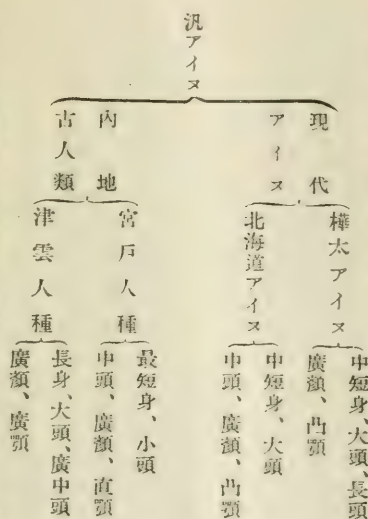 汎アイヌ
現代
アイヌ
樺太アイヌ
中短身、大頭、長頭
廣顏、凸顎
北海道アイヌ
中短身、大頭
中頭、廣顏、凸顎
內地
古人類
宮戶人種
最短身、小頭
中頭、廣顏、直顎
津雲人種
長身、大頭、廣中頭
廣顏、廣顎